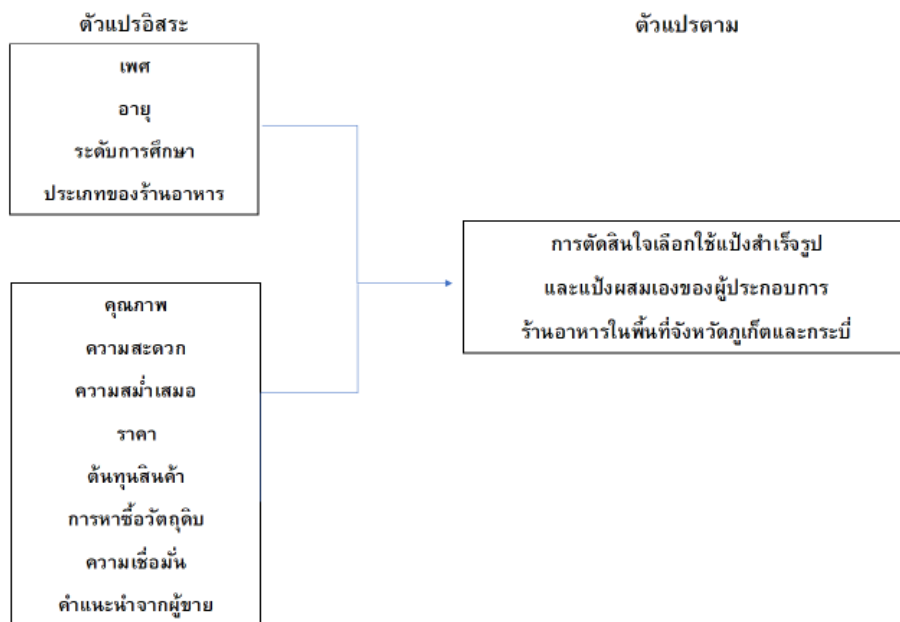 ตัวแปรอิสระ
ตัวแปรตาม
เพศ
อายุ
ระดับการศึกษา
ประเภทของร้านอาหาร
การตัดสินใจเลือกใช้แป้งสำเร็จรูป
และแป้งผสมเองของผู้ประกอบการ
ร้านอาหารในพื้นที่จังหวัดภูเก็ตและกระบี่
คุณภาพ
ความสะดวก
ความสม่ำเสมอ
ราคา
ต้นทุนสินค้า
การหาซื้อวัตถุดิบ
ความเชื่อมั่น
คำแนะนำจากผู้ขาย